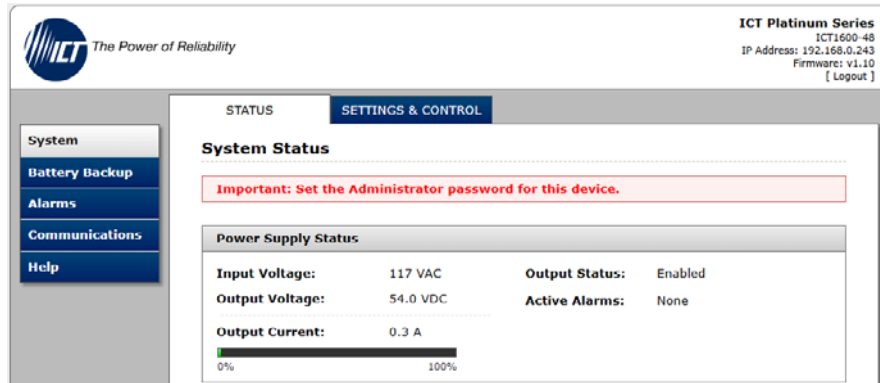 ICT
The Power of Reliability
ICT Platinum Series
ICT1600-48
IP Address: 192.168.0.243
Firmware: v1.10
[ Logout ]
STATUS
SETTINGS & CONTROL
System
Battery Backup
Alarms
Communications
Help
System Status
Important: Set the Administrator password for this device.
Power Supply Status
Input Voltage: 117 VAC Output Status: Enabled
Output Voltage: 54.0 VDC Active Alarms: None
Output Current: 0.3 A
0% 100%